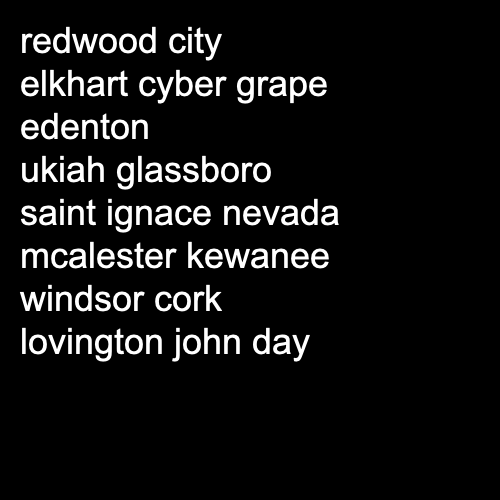 redwood city
elkhart cyber grape
edenton
ukiah glassboro
saint ignace nevada
mcalester kewanee
windsor cork
lovington john day